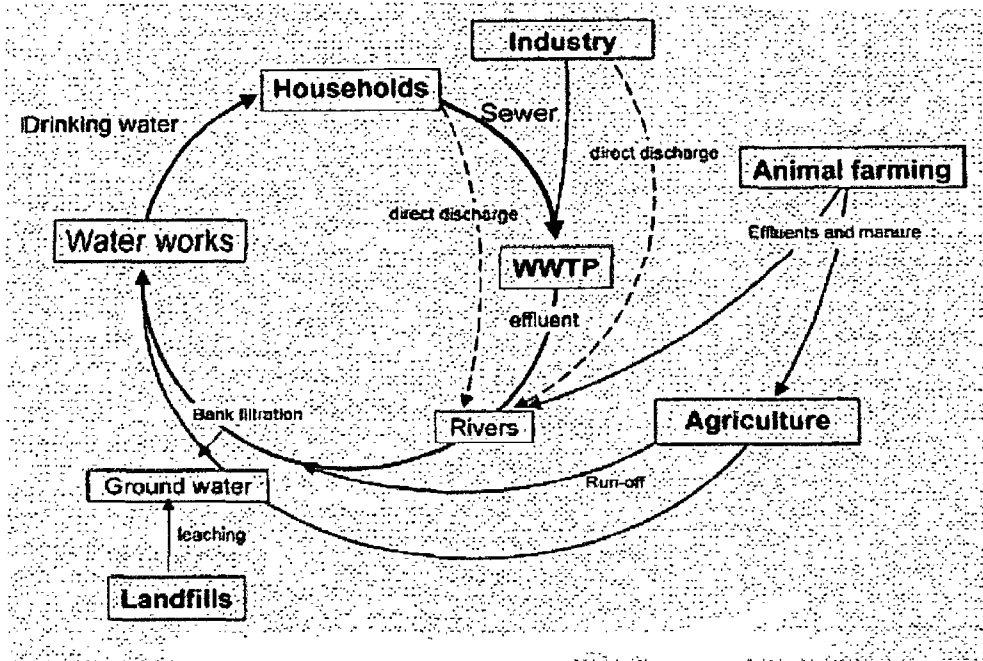 Industry
Households
Sewer
Drinking water
direct discharge
Animal farming
direct discharge
Effluents and manure
Water works
WWTP
effluent
Bank filtration
Rivers
Agriculture
Ground water
Run-off
leaching
Landfills